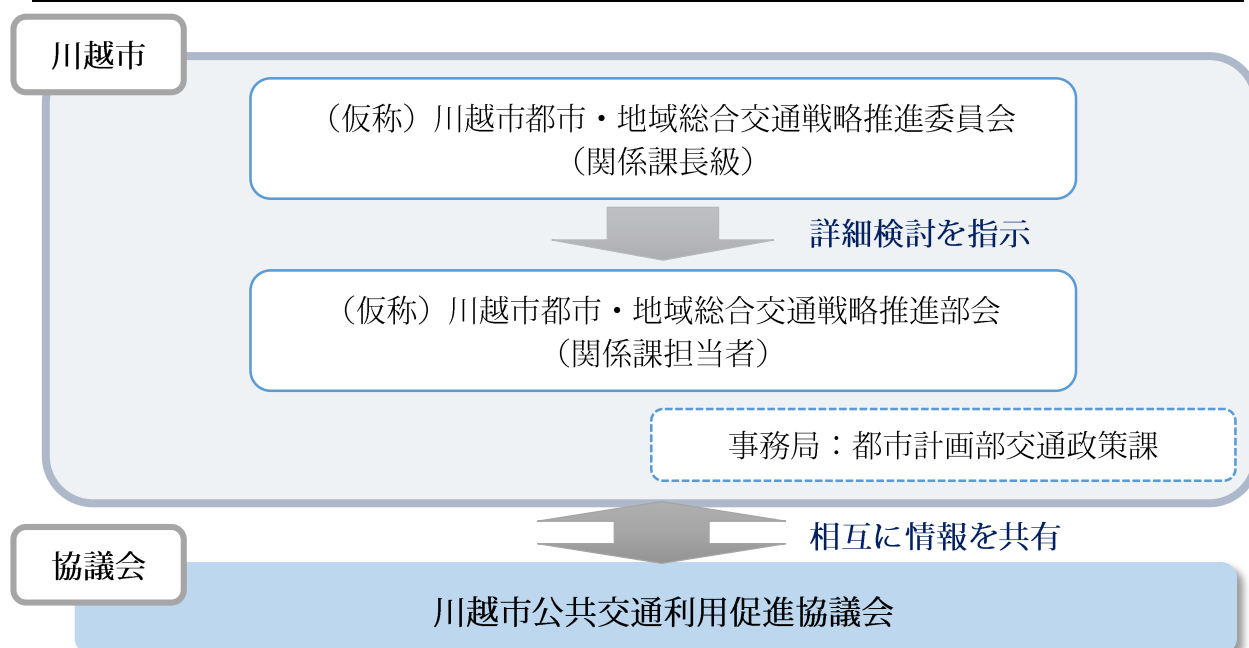 川越市
（仮称）川越市都市・地域総合交通戦略推進委員会
（関係課長級）
詳細検討を指示
（仮称）川越市都市・地域総合交通戦略推進部会
（関係課担当者）
事務局：都市計画部交通政策課
相互に情報を共有
協議会
川越市公共交通利用促進協議会